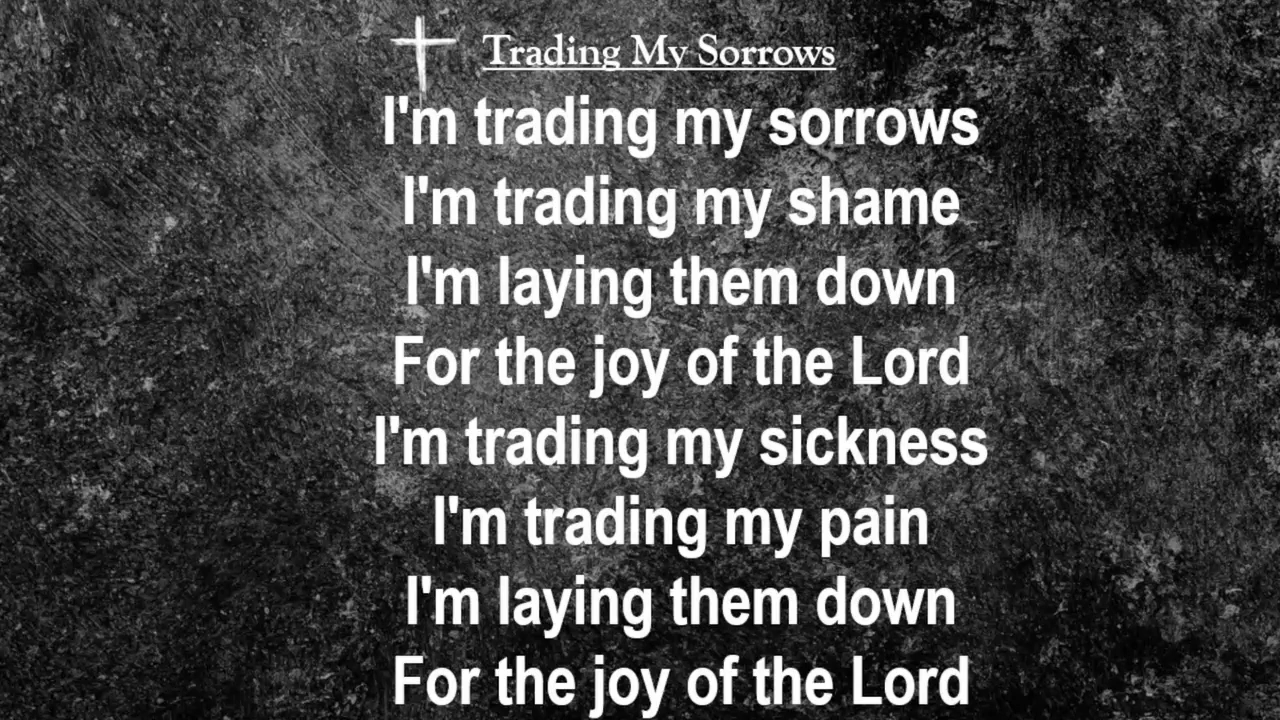 Trading My Sorrows
I'm trading my sorrows
I'm trading my shame
I'm laying them down
For the joy of the Lord
I'm trading my sickness
I'm trading my pain
I'm laying them down
For the joy of the Lord